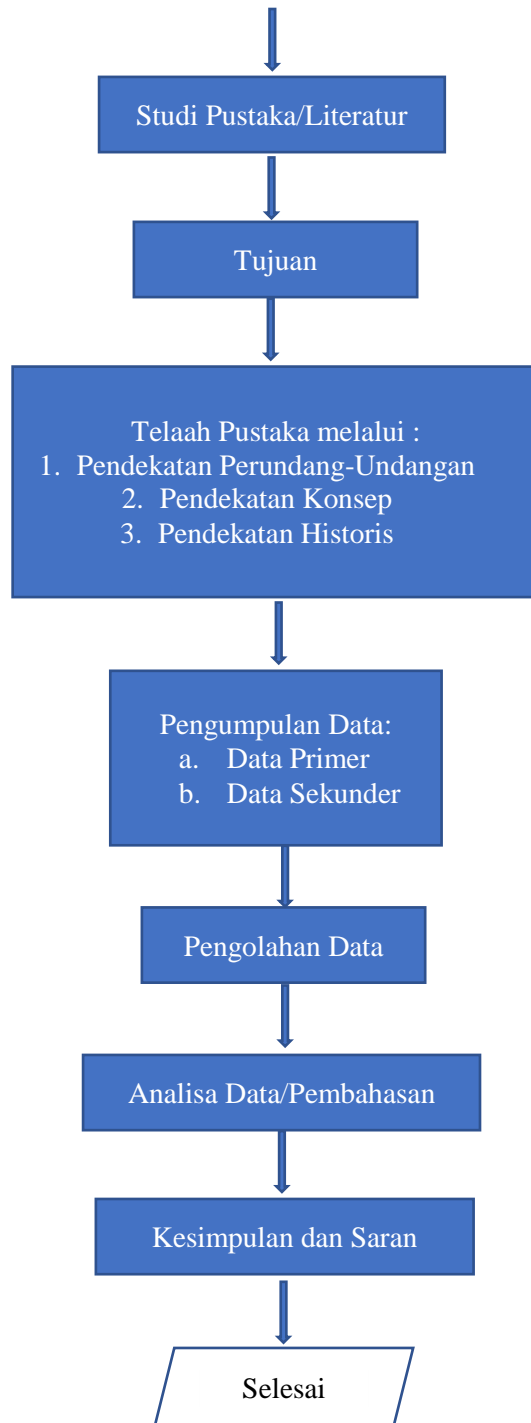 Studi Pustaka/Literatur
Tujuan
Telaah Pustaka melalui :
1. Pendekatan Perundang-Undangan
2. Pendekatan Konsep
3. Pendekatan Historis
Pengumpulan Data:
a. Data Primer
b. Data Sekunder
Pengolahan Data
Analisa Data/Pembahasan
Kesimpulan dan Saran
Selesai